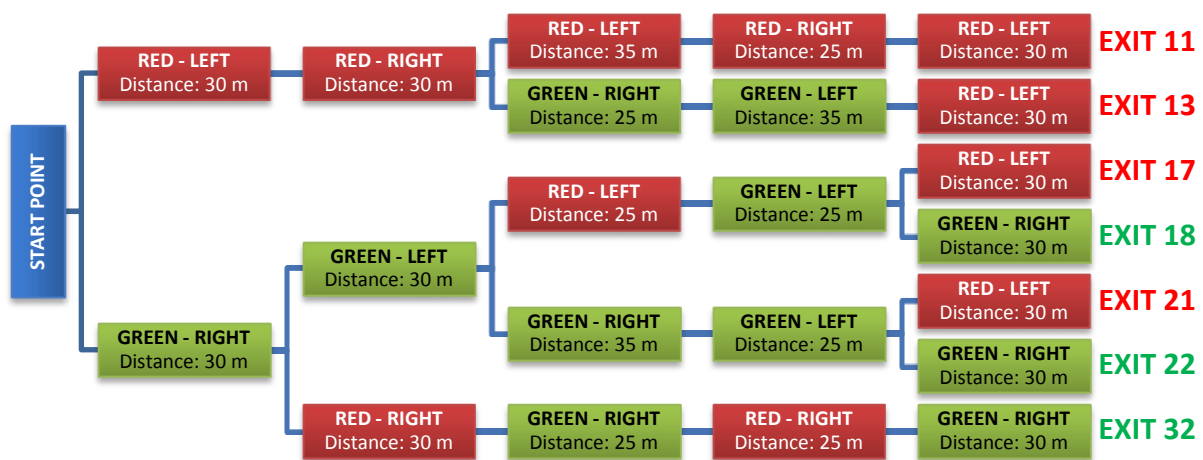 START POINT
RED - LEFT
Distance: 30 m
RED - RIGHT
Distance: 30 m
RED - LEFT
Distance: 35 m
RED - RIGHT
Distance: 25 m
RED - LEFT
Distance: 30 m
EXIT 11
GREEN - RIGHT
Distance: 25 m
GREEN - LEFT
Distance: 35 m
RED - LEFT
Distance: 30 m
EXIT 13
GREEN - RIGHT
Distance: 30 m
GREEN - LEFT
Distance: 30 m
RED - LEFT
Distance: 25 m
GREEN - LEFT
Distance: 25 m
RED - LEFT
Distance: 30 m
EXIT 17
GREEN - RIGHT
Distance: 30 m
EXIT 18
GREEN - RIGHT
Distance: 35 m
GREEN - LEFT
Distance: 25 m
RED - LEFT
Distance: 30 m
EXIT 21
GREEN - RIGHT
Distance: 30 m
EXIT 22
RED - RIGHT
Distance: 30 m
GREEN - RIGHT
Distance: 25 m
RED - RIGHT
Distance: 25 m
GREEN - RIGHT
Distance: 30 m
EXIT 32